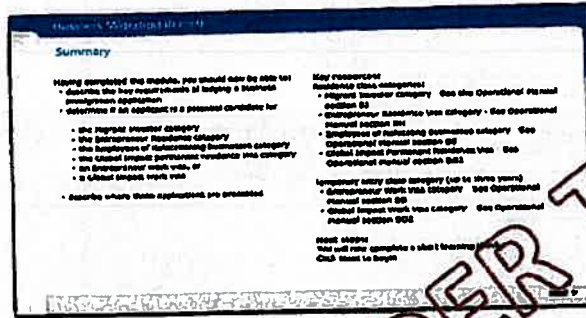 Business Migration
Summary
Having completed this module, you should now be able to:
• describe the key requirements of lodging a business
immigration application
• determine if an applicant is a potential candidate for
• the Migrant Investor category
• the Entrepreneur Residence category
• the Employees of Relocating Businesses category
• the Global Impact permanent residence visa category
• an Entrepreneur work visa, or
• a Global Impact work visa
• describe where these applications are processed
Key resources
Residence class categories:
• Migrant Investor category - See also Operational Manual
section BJ
• Entrepreneur Residence Visa category - See Operational
Manual section BH
• Employees of Relocating Businesses category - See
Operational Manual section
• Global Impact Permanent Residence Visa - See
Operational Manual section
Temporary entry class category (up to three years)
• Entrepreneur Work Visa category - See Operational
Manual section BB
• Global Impact Work Visa category - See Operational
Manual section
Next steps
You will now complete a short learning
Click Next to begin